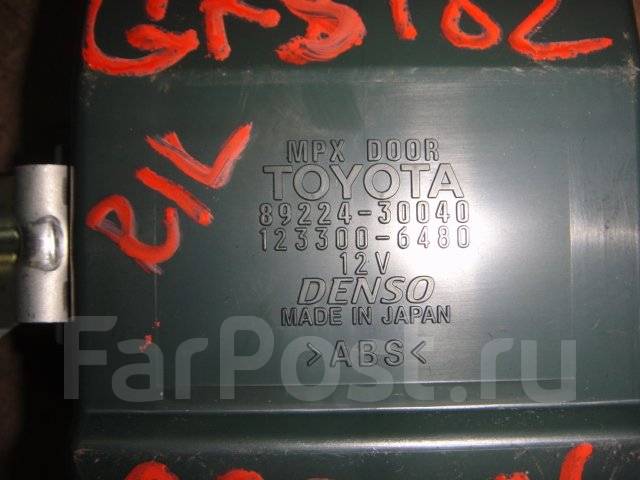 GRS182
R/L
MPX DOOR
TOYOTA
89224-30040
123300-6480
12V
DENSO
MADE IN JAPAN
>ABS<
FarPost.ru